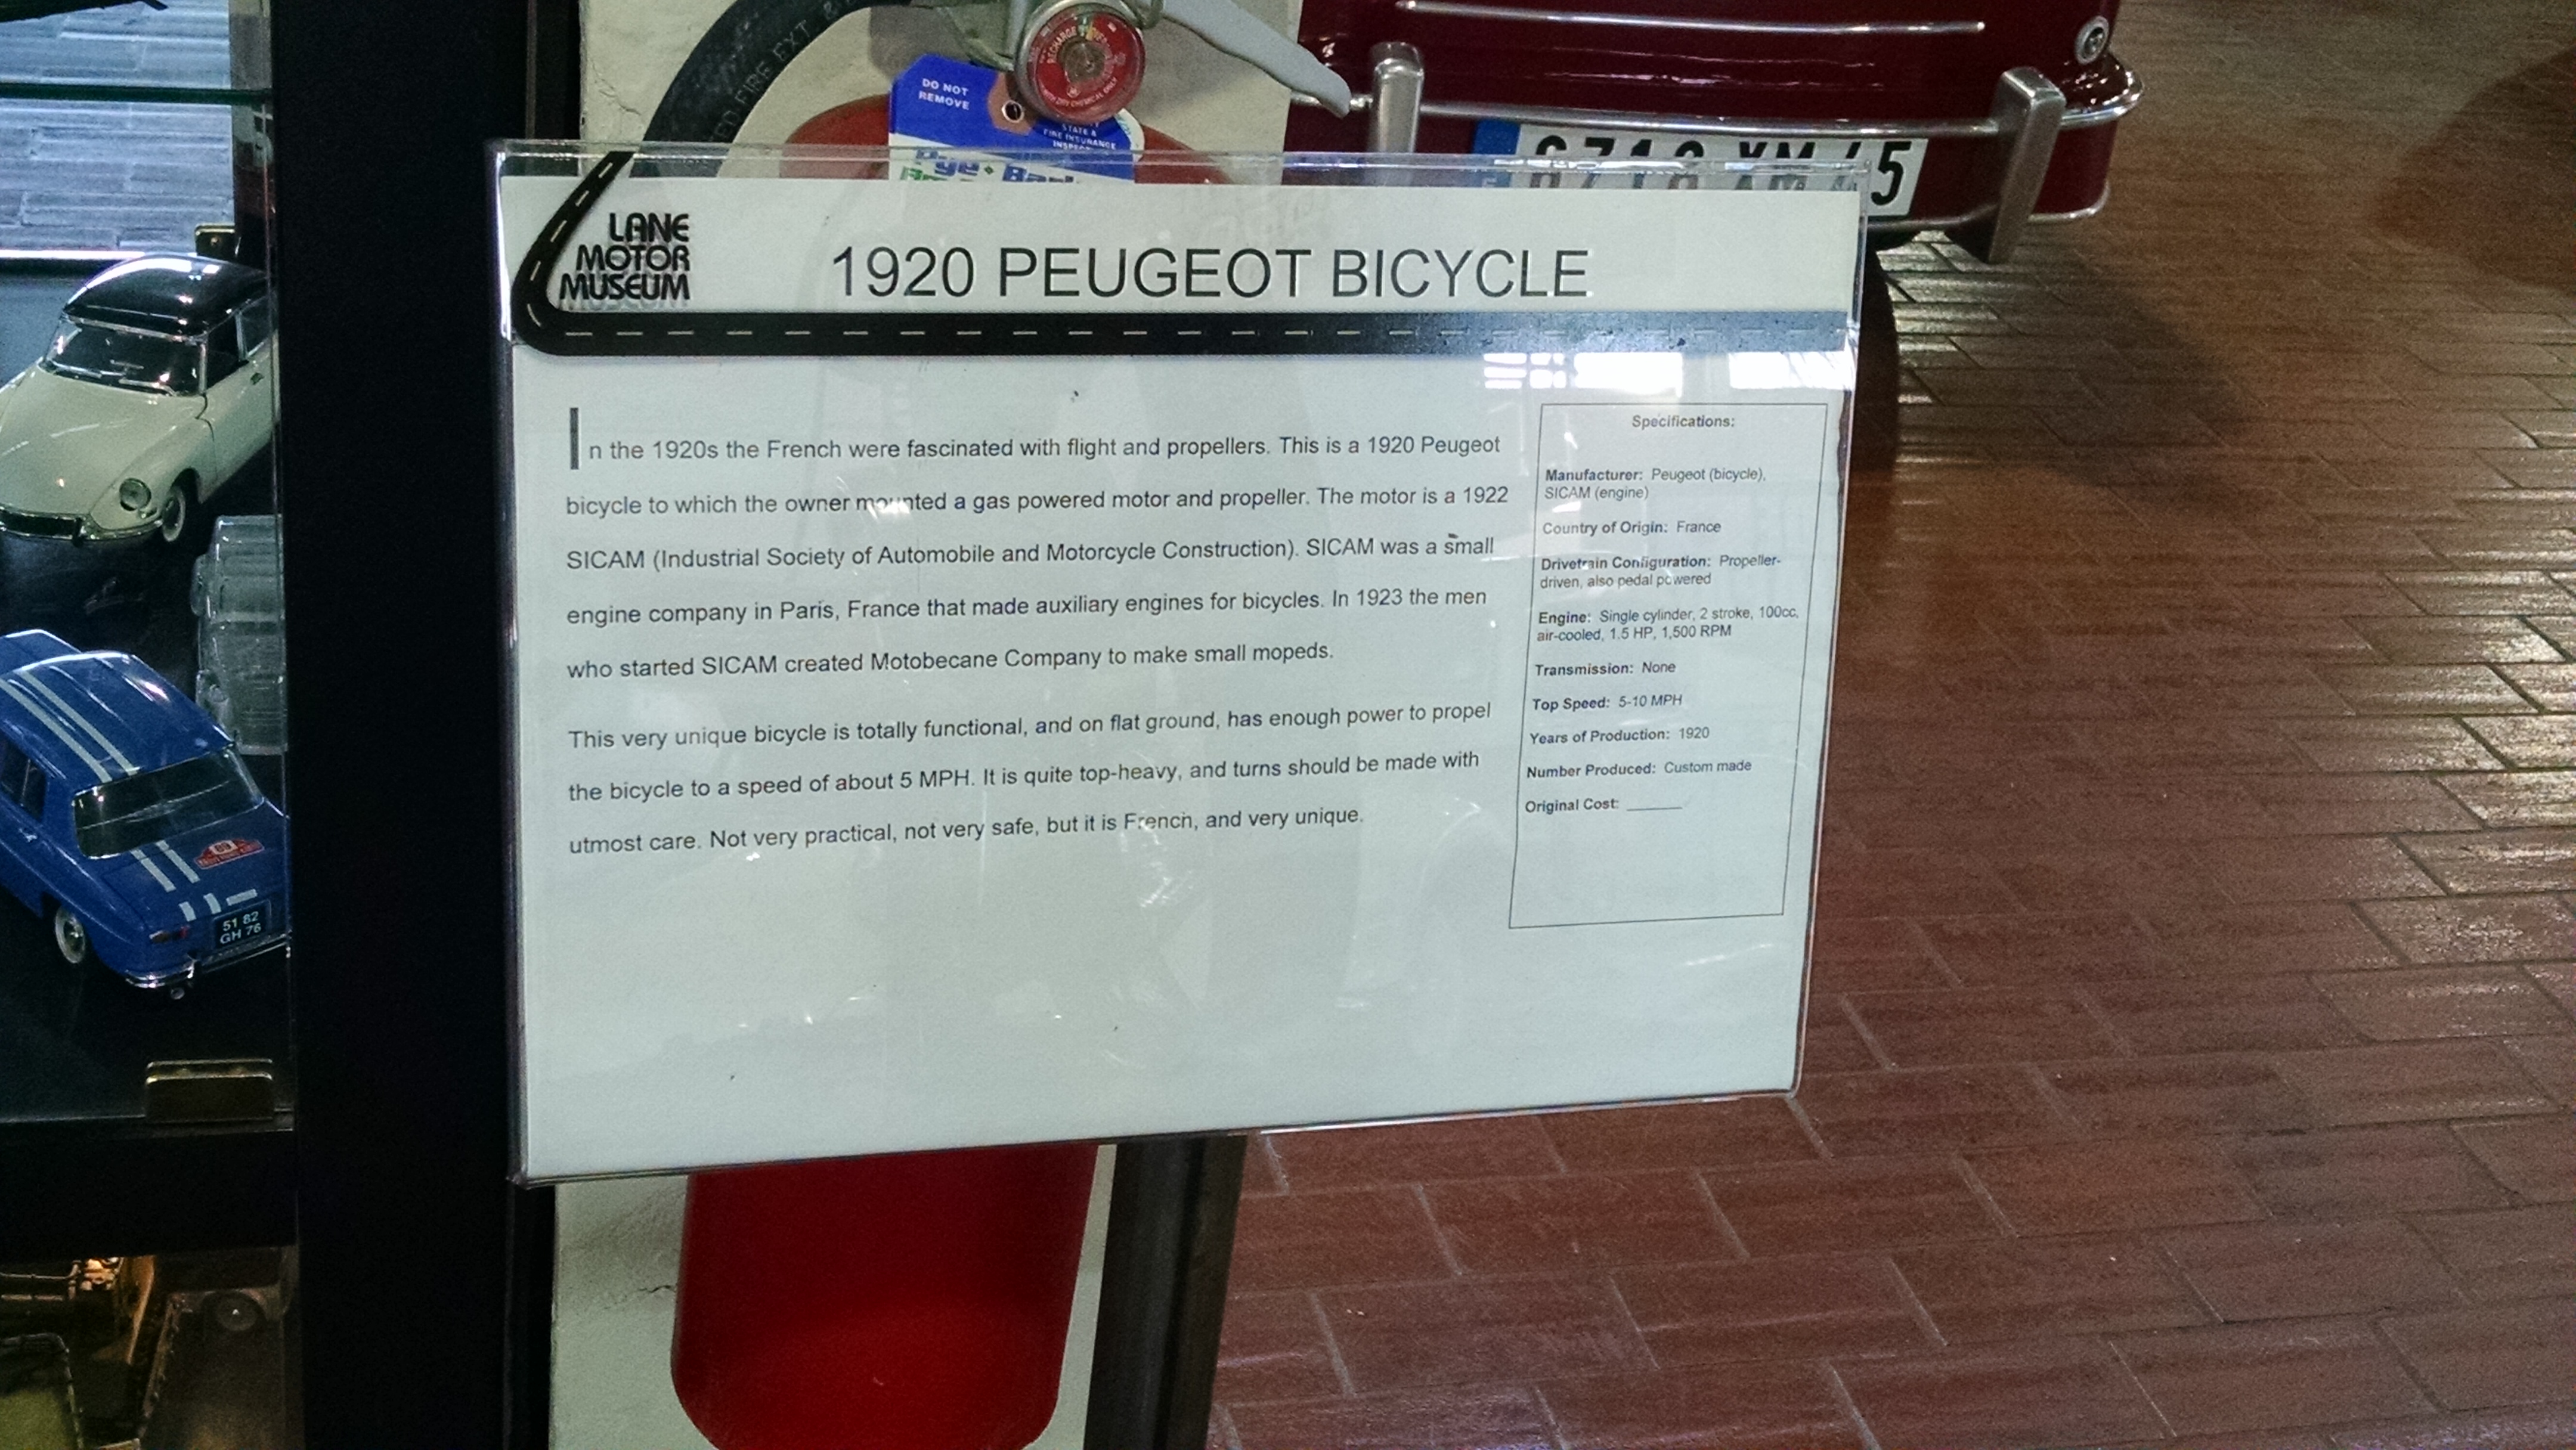 ED FIRE EXT
RECHARGE
DO NOT
REMOVE
STATE &
FIRE INSURANCE
LANE
MOTOR
MUSEUM
1920 PEUGEOT BICYCLE
In the 1920s the French were fascinated with flight and propellers. This is a 1920 Peugeot
bicycle to which the owner mounted a gas powered motor and propeller. The motor is a 1922
SICAM (Industrial Society of Automobile and Motorcycle Construction). SICAM was a small
engine company in Paris, France that made auxiliary engines for bicycles. In 1923 the men
who started SICAM created Motobecane Company to make small mopeds.
This very unique bicycle is totally functional, and on flat ground, has enough power to propel
the bicycle to a speed of about 5 MPH. It is quite top-heavy, and turns should be made with
utmost care. Not very practical, not very safe, but it is French, and very unique.
Specifications:
Manufacturer: Peugeot (bicycle),
SICAM (engine)
Country of Origin: France
Drivetrain Configuration: Propeller-
driven, also pedal powered
Engine: Single cylinder, 2 stroke, 100cc,
air-cooled, 1.5 HP, 1,500 RPM
Transmission: None
Top Speed: 5-10 MPH
Years of Production: 1920
Number Produced: Custom made
Original Cost: ______
51 82
GH 76